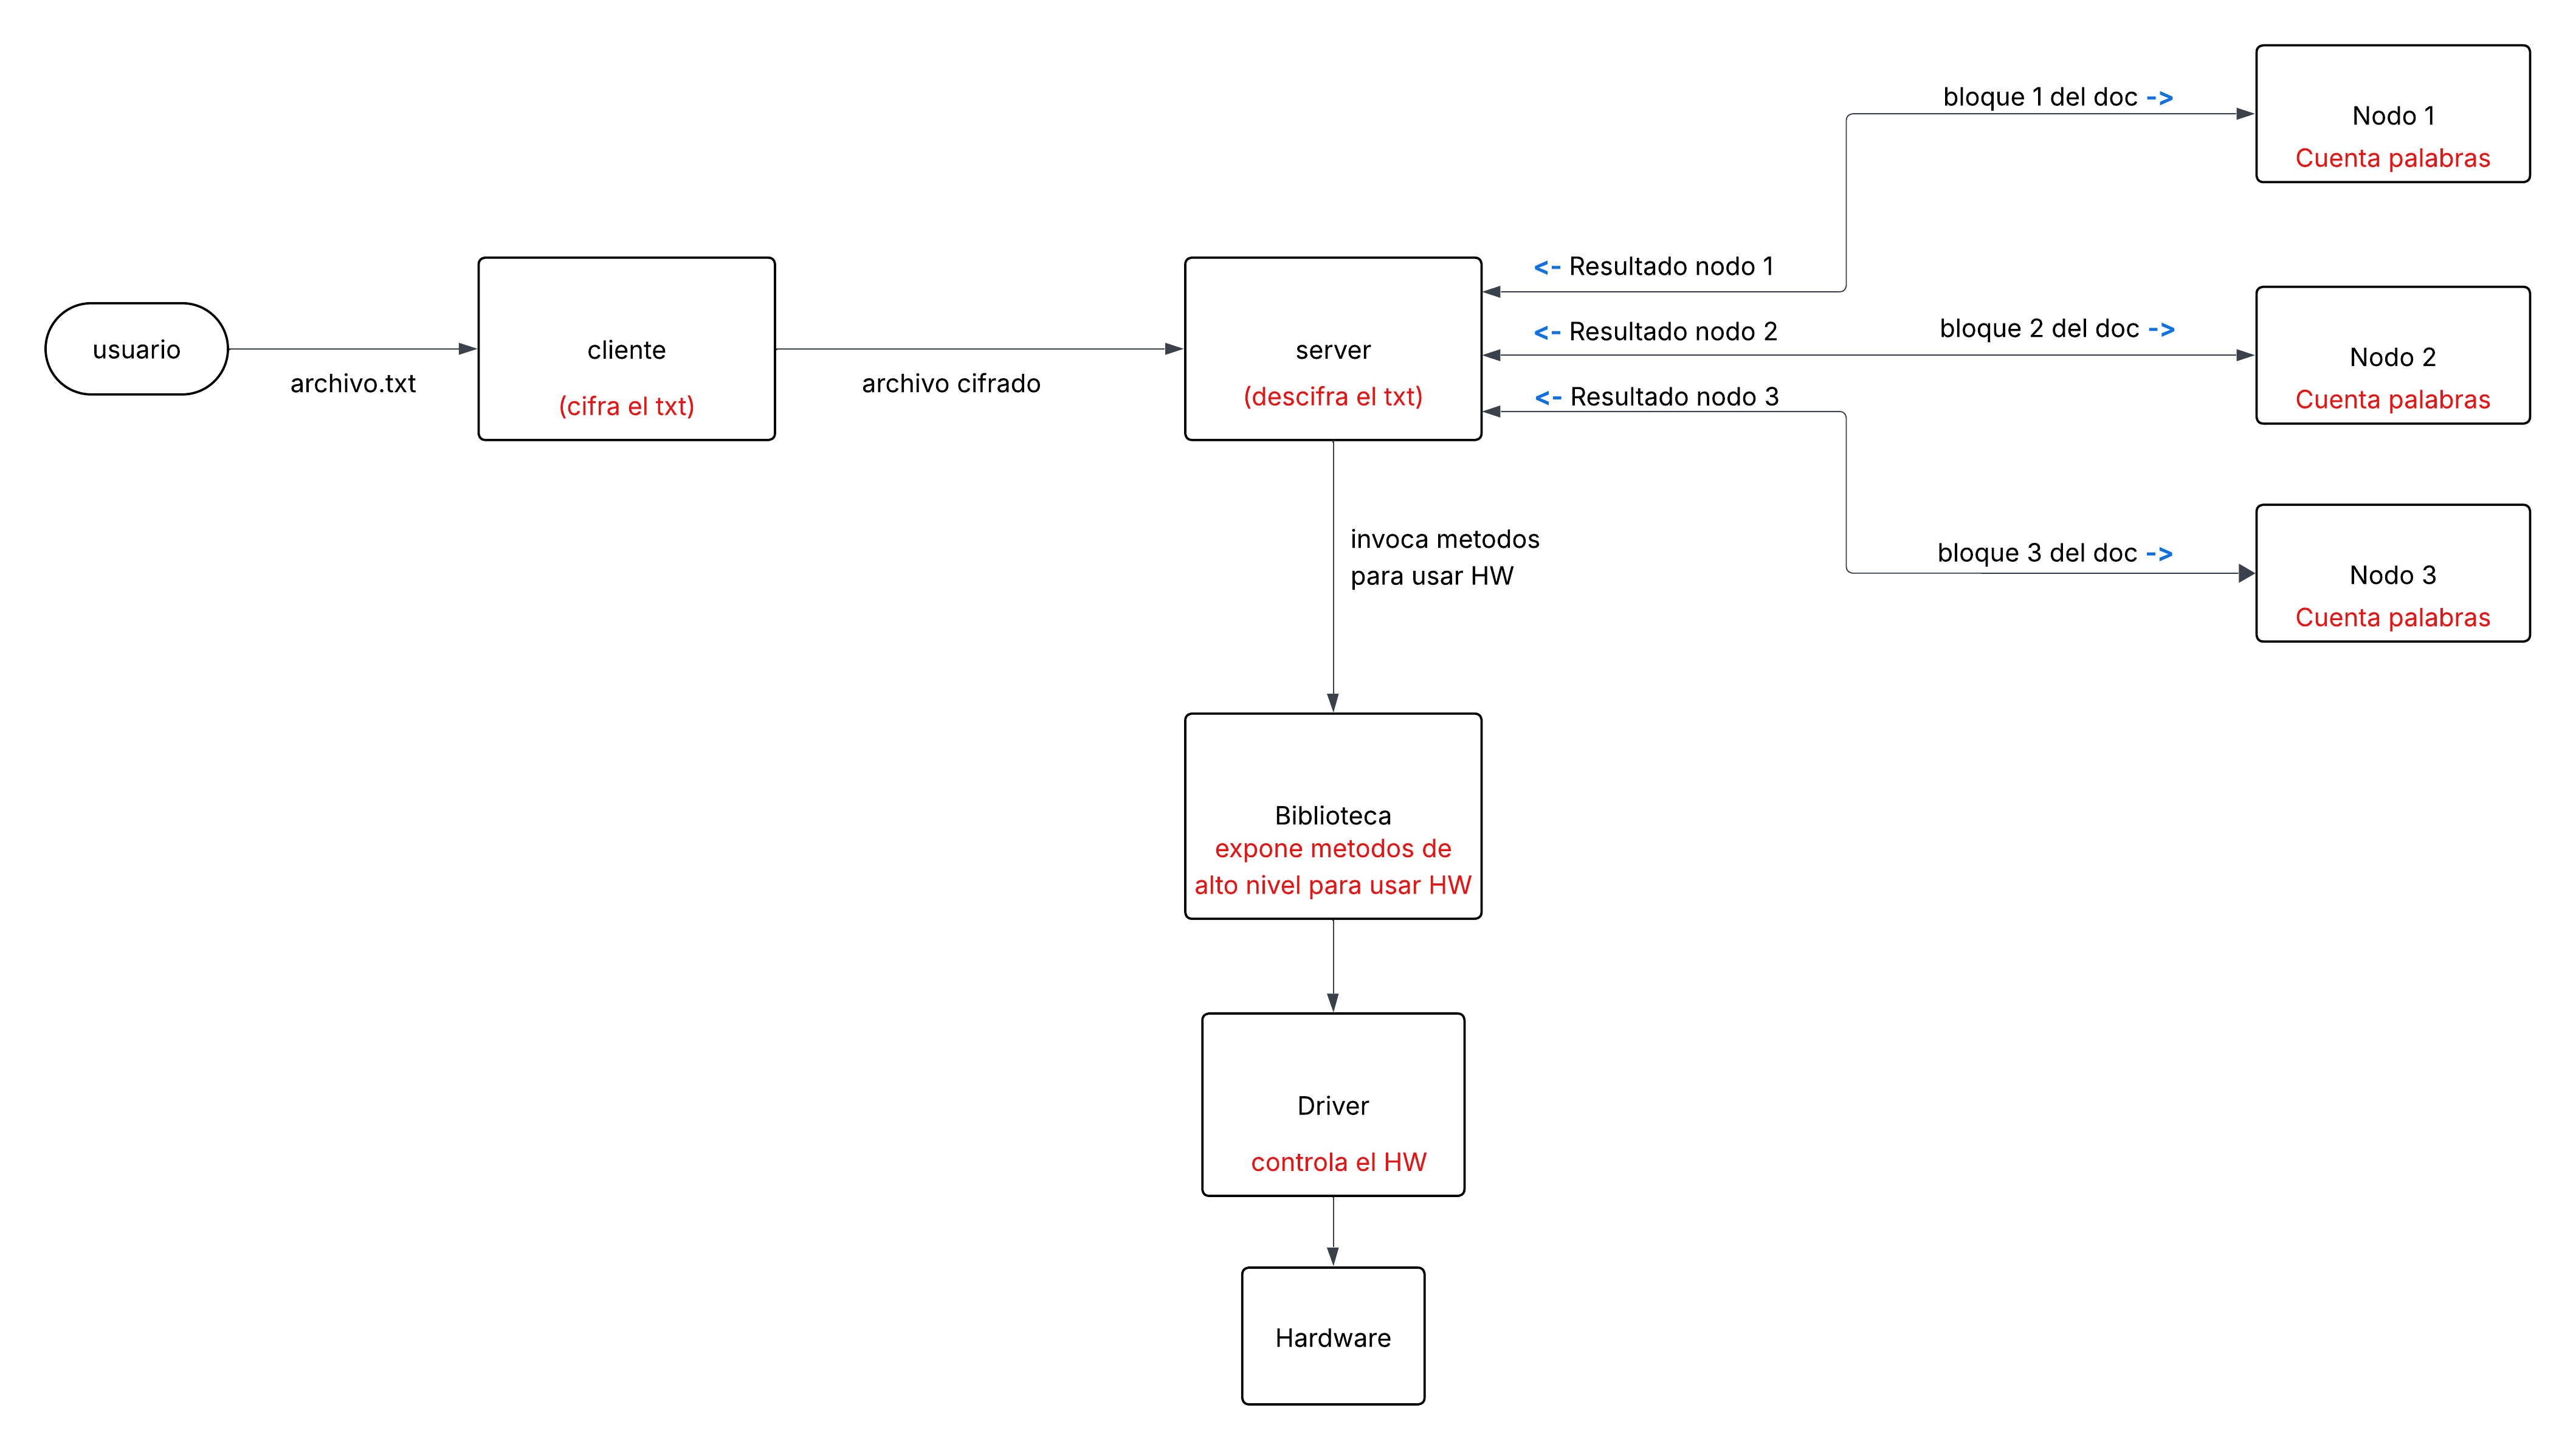 usuario
archivo.txt
cliente
(cifra el txt)
archivo cifrado
server
(descifra el txt)
<- Resultado nodo 1
<- Resultado nodo 2
<- Resultado nodo 3
bloque 1 del doc ->
bloque 2 del doc ->
bloque 3 del doc ->
Nodo 1
Cuenta palabras
Nodo 2
Cuenta palabras
Nodo 3
Cuenta palabras
invoca metodos
para usar HW
Biblioteca
expone metodos de
alto nivel para usar HW
Driver
controla el HW
Hardware